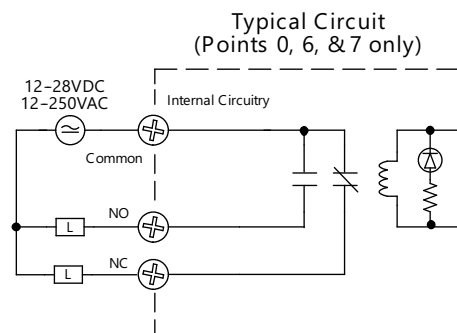 Typical Circuit
(Points 0, 6, & 7 only)
12–28VDC
12–250VAC
Internal Circuitry
Common
NO
L
NC
L